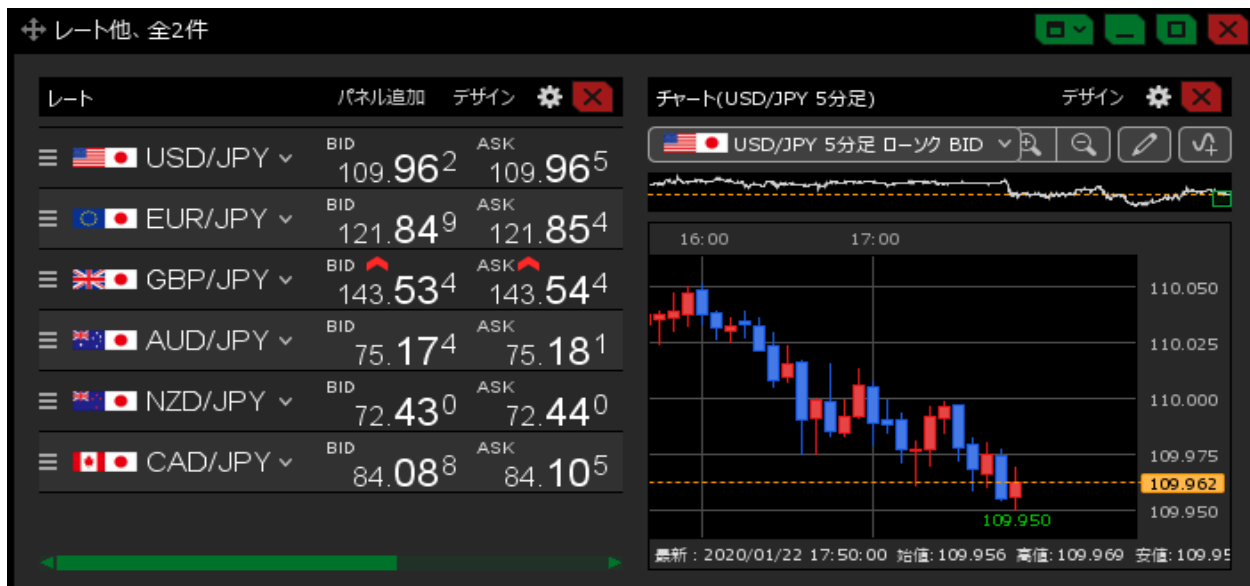 レート他、全2件
レート パネル追加 デザイン
USD/JPY BID 109.962 ASK 109.965
EUR/JPY BID 121.849 ASK 121.854
GBP/JPY BID 143.534 ASK 143.544
AUD/JPY BID 75.174 ASK 75.181
NZD/JPY BID 72.430 ASK 72.440
CAD/JPY BID 84.088 ASK 84.105
チャート(USD/JPY 5分足) デザイン
USD/JPY 5分足 ローソク BID
16:00 17:00
110.050
110.025
110.000
109.975
109.962
109.950
109.950
最新：2020/01/22 17:50:00 始値:109.956 高値:109.969 安値:109.95